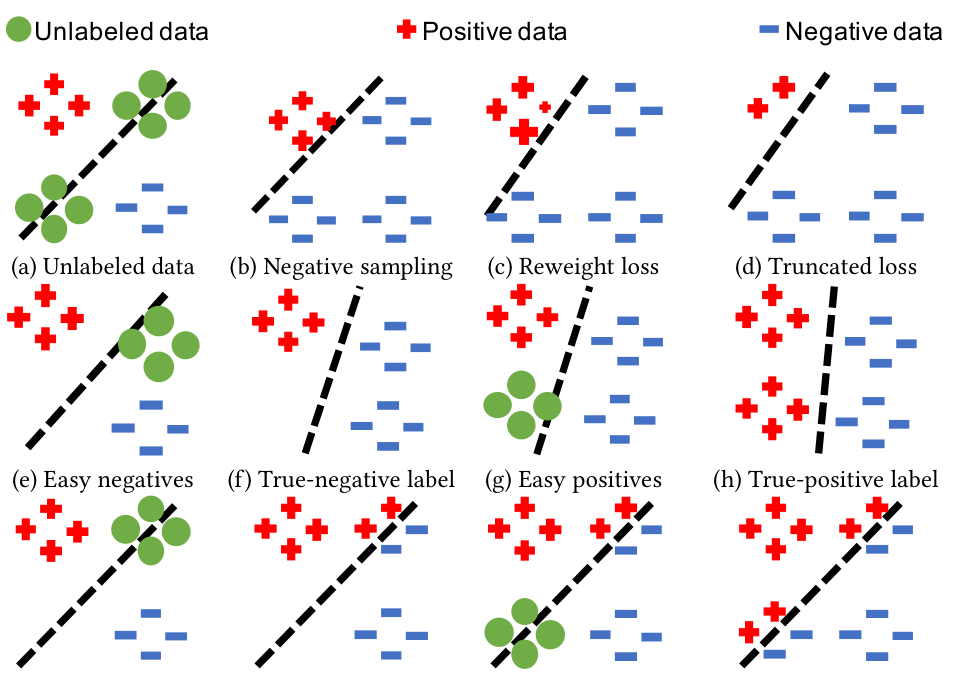 Unlabeled data Positive data Negative data
(a) Unlabeled data (b) Negative sampling (c) Reweight loss (d) Truncated loss
(e) Easy negatives (f) True-negative label (g) Easy positives (h) True-positive label